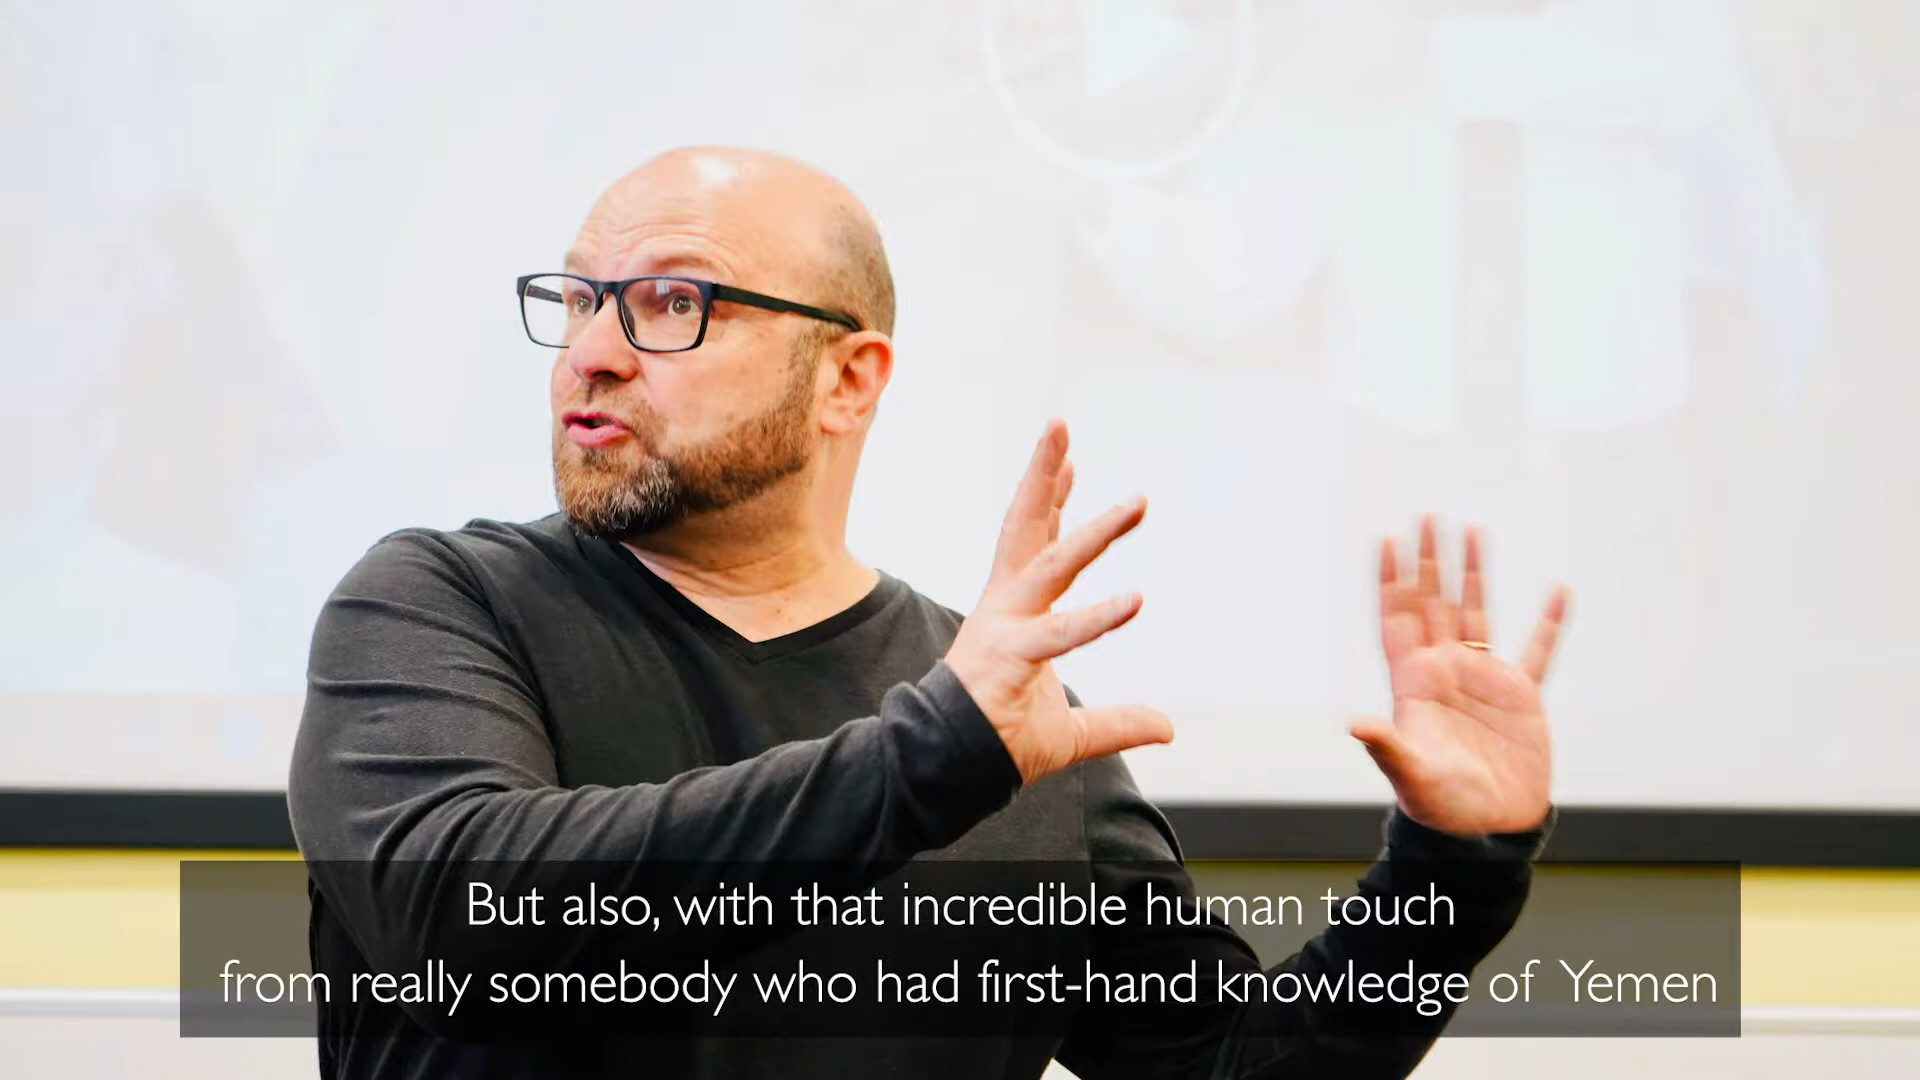 But also, with that incredible human touch
from really somebody who had first-hand knowledge of Yemen